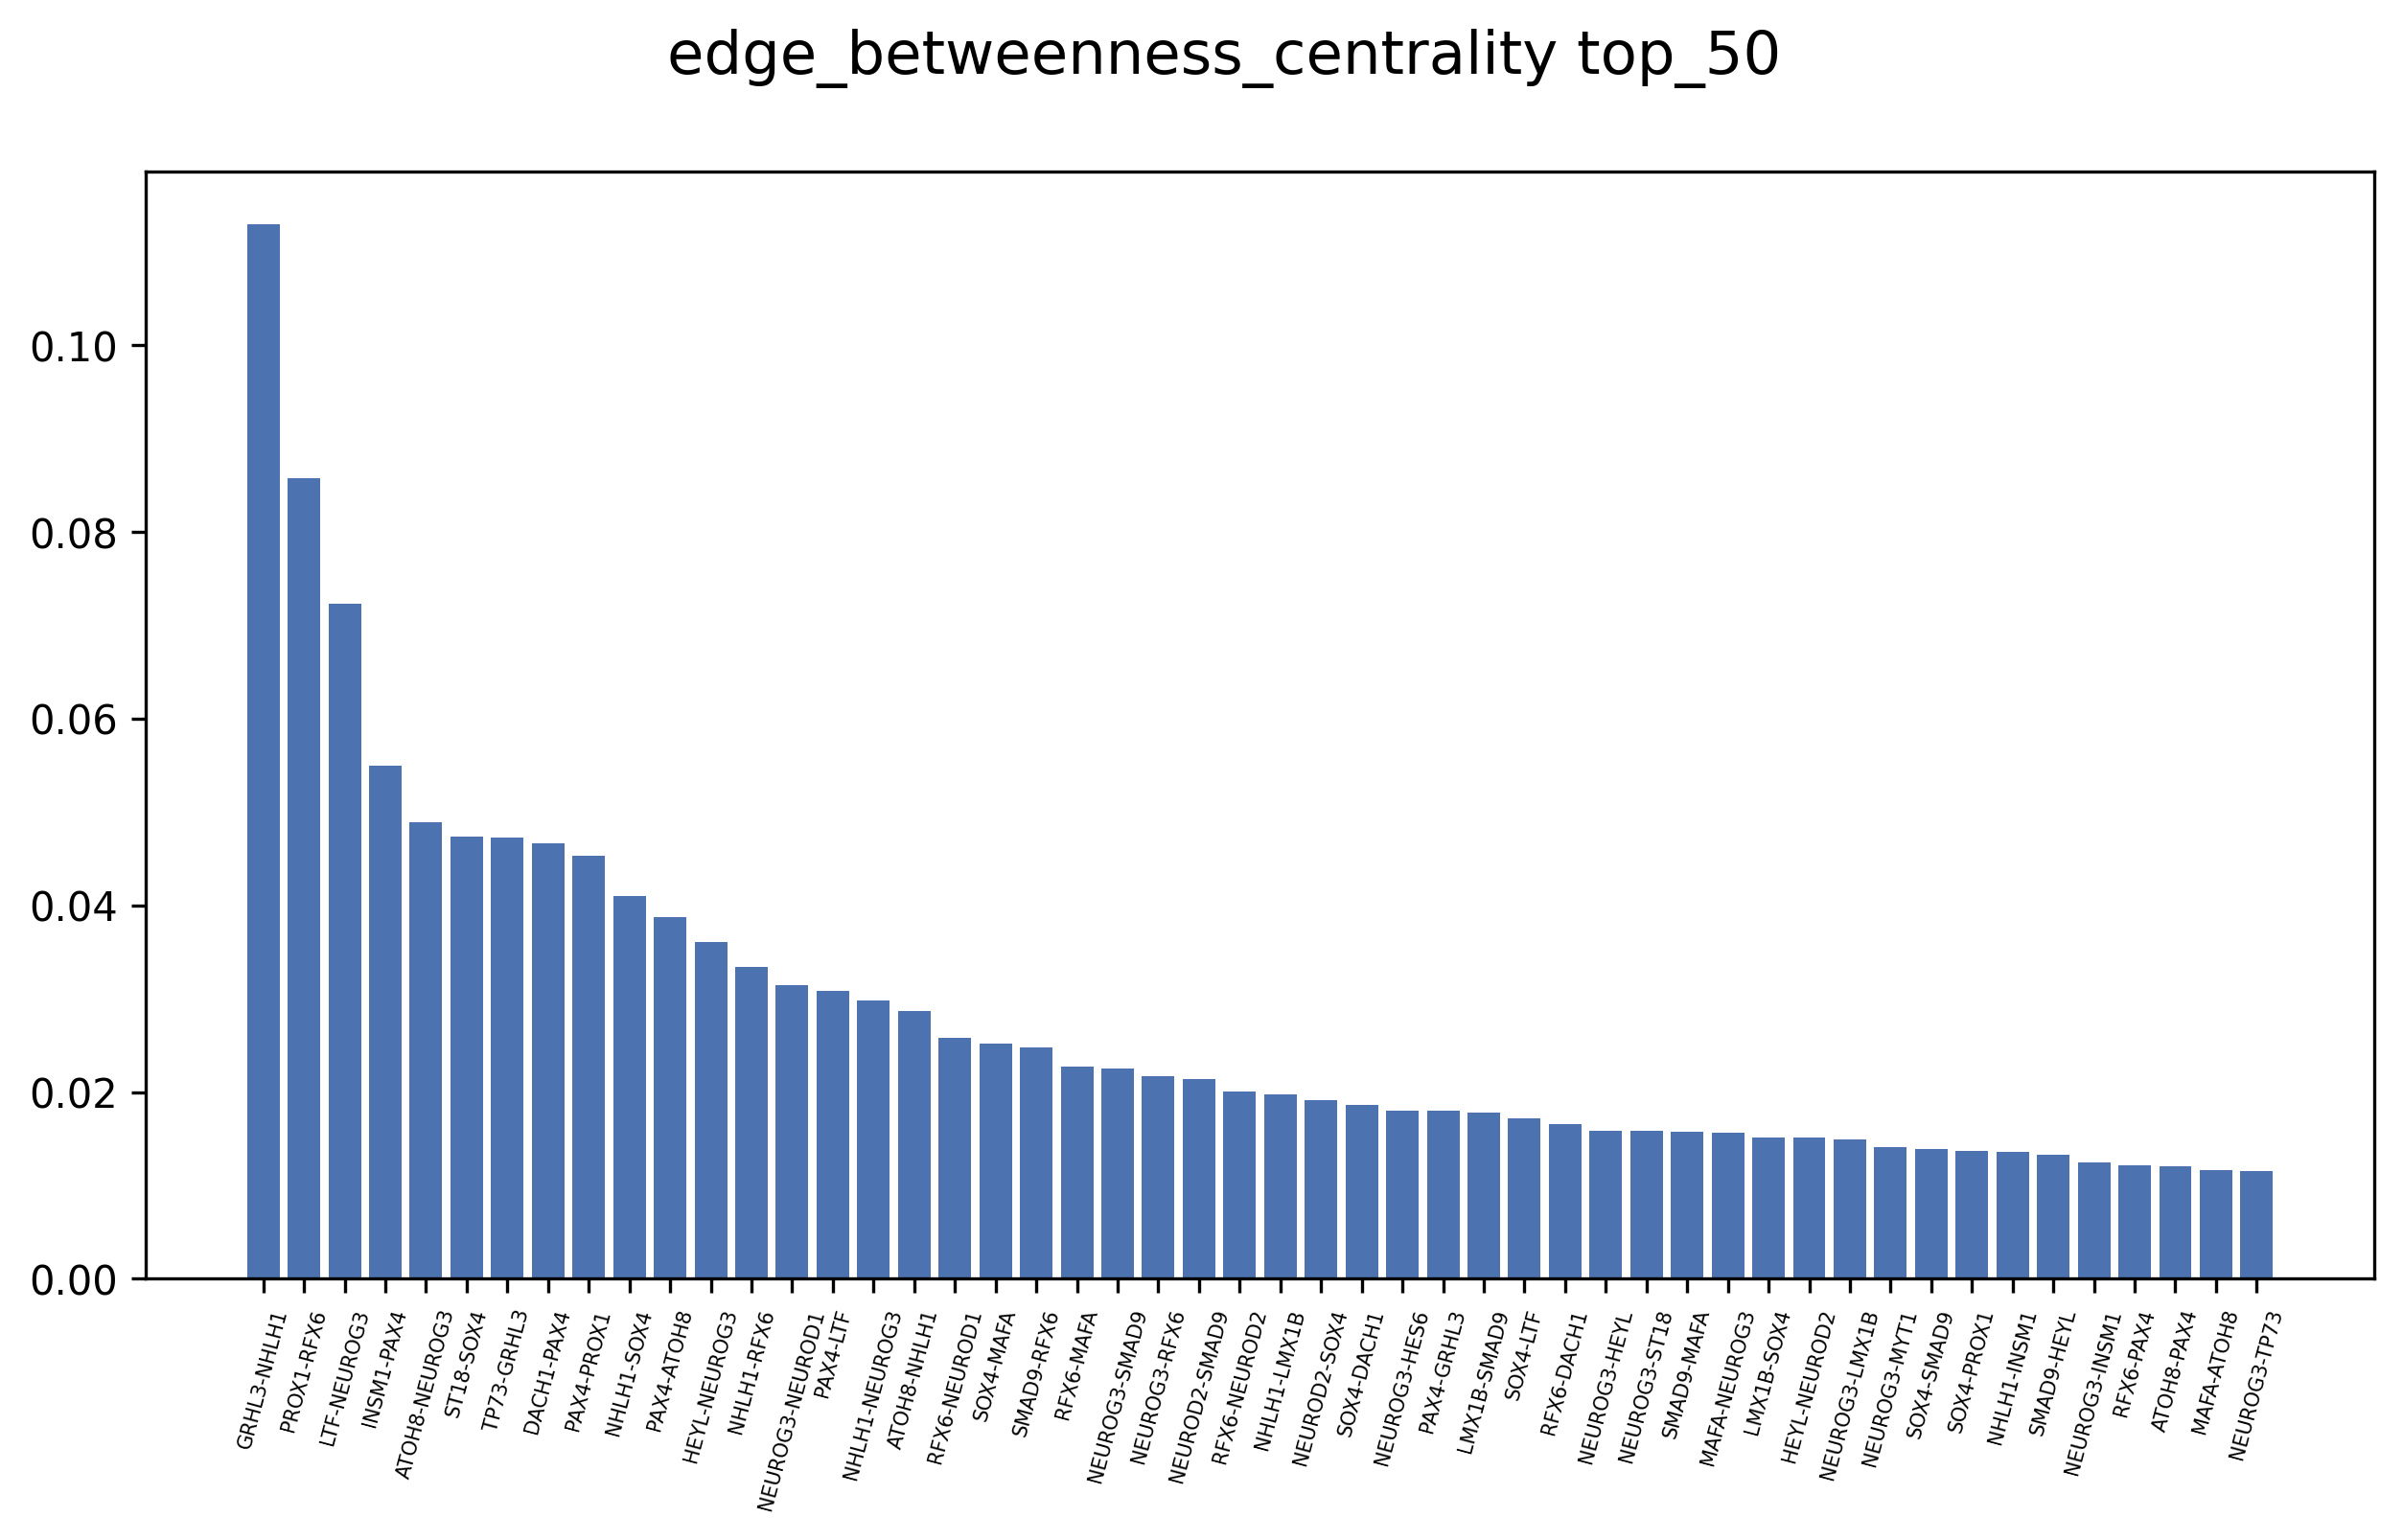 edge_betweenness_centrality top_50
0.10
0.08
0.06
0.04
0.02
0.00
GRHL3-NHLH1
PROX1-RFX6
LTF-NEUROG3
INSM1-PAX4
ATOH8-NEUROG3
ST18-SOX4
TP73-GRHL3
DACH1-PAX4
PAX4-PROX1
NHLH1-SOX4
PAX4-ATOH8
HEYL-NEUROG3
NHLH1-RFX6
NEUROG3-NEUROD1
PAX4-LTF
NHLH1-NEUROG3
ATOH8-NHLH1
RFX6-NEUROD1
SOX4-MAFA
SMAD9-RFX6
RFX6-MAFA
NEUROG3-SMAD9
NEUROG3-RFX6
NEUROD2-SMAD9
RFX6-NEUROD2
NHLH1-LMX1B
NEUROD2-SOX4
SOX4-DACH1
NEUROG3-HES6
PAX4-GRHL3
LMX1B-SMAD9
SOX4-LTF
RFX6-DACH1
NEUROG3-HEYL
NEUROG3-ST18
SMAD9-MAFA
MAFA-NEUROG3
LMX1B-SOX4
HEYL-NEUROD2
NEUROG3-LMX1B
NEUROG3-MYT1
SOX4-SMAD9
SOX4-PROX1
NHLH1-INSM1
SMAD9-HEYL
NEUROG3-INSM1
RFX6-PAX4
ATOH8-PAX4
MAFA-ATOH8
NEUROG3-TP73